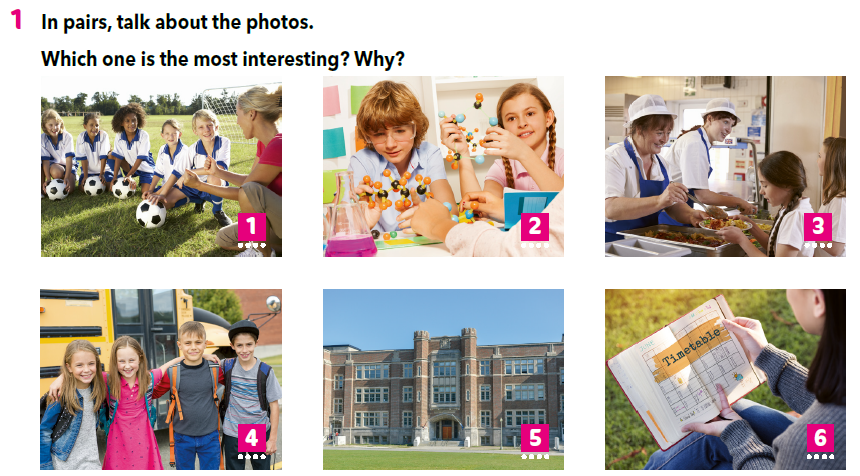 1 In pairs, talk about the photos.
Which one is the most interesting? Why?
1
2
3
4
5
6
Timetable